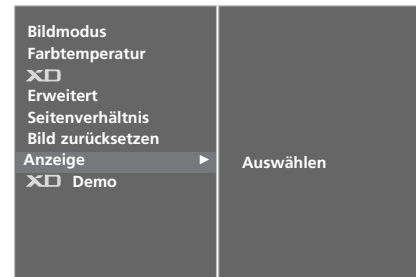 Bildmodus
Farbtemperatur
XD
Erweitert
Seitenverhältnis
Bild zurücksetzen
Anzeige ►
Auswählen
XD Demo